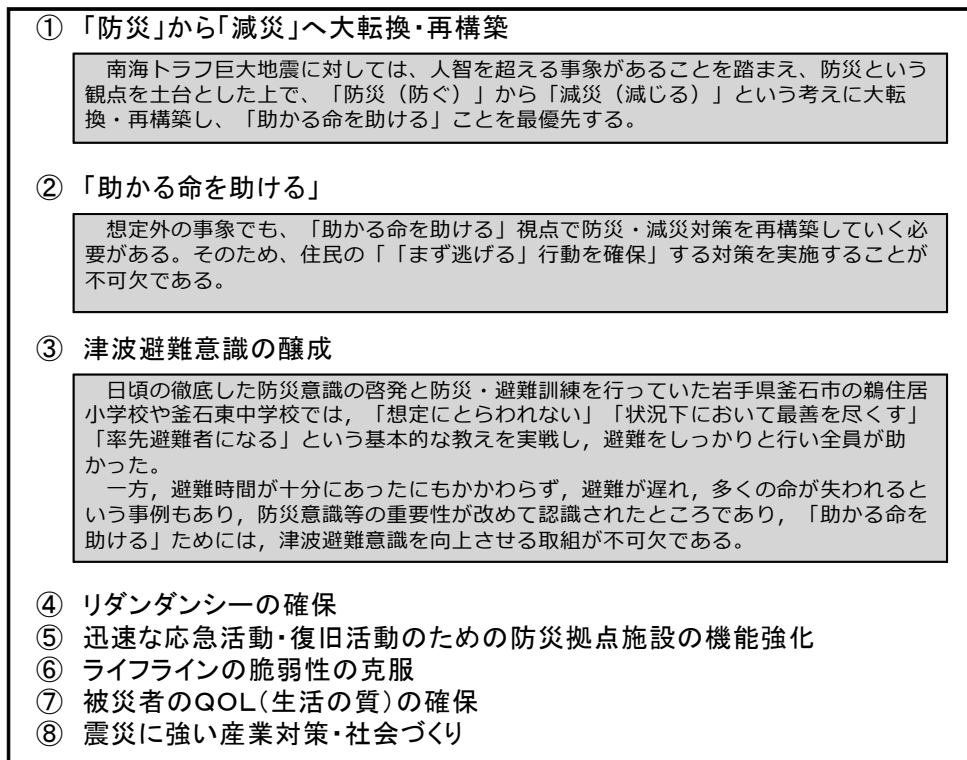 ① 「防災」から「減災」へ大転換・再構築
南海トラフ巨大地震に対しては、人智を超える事象があることを踏まえ、防災という
観点を土台とした上で、「防災（防ぐ）」から「減災（減じる）」という考えに大転
換・再構築し、「助かる命を助ける」ことを最優先する。
② 「助かる命を助ける」
想定外の事象でも、「助かる命を助ける」視点で防災・減災対策を再構築していく必
要がある。そのため、住民の「「まず逃げる」行動を確保」する対策を実施することが
不可欠である。
③ 津波避難意識の醸成
日頃の徹底した防災意識の啓発と防災・避難訓練を行っていた岩手県釜石市の鵜住居
小学校や釜石東中学校では，「想定にとらわれない」「状況下において最善を尽くす」
「率先避難者になる」という基本的な教えを実戦し，避難をしっかりと行い全員が助
かった。
一方，避難時間が十分にあったにもかかわらず，避難が遅れ，多くの命が失われると
いう事例もあり，防災意識等の重要性が改めて認識されたところであり，「助かる命を
助ける」ためには，津波避難意識を向上させる取組が不可欠である。
④ リダンダンシーの確保
⑤ 迅速な応急活動・復旧活動のための防災拠点施設の機能強化
⑥ ライフラインの脆弱性の克服
⑦ 被災者のＱＯＬ（生活の質）の確保
⑧ 震災に強い産業対策・社会づくり